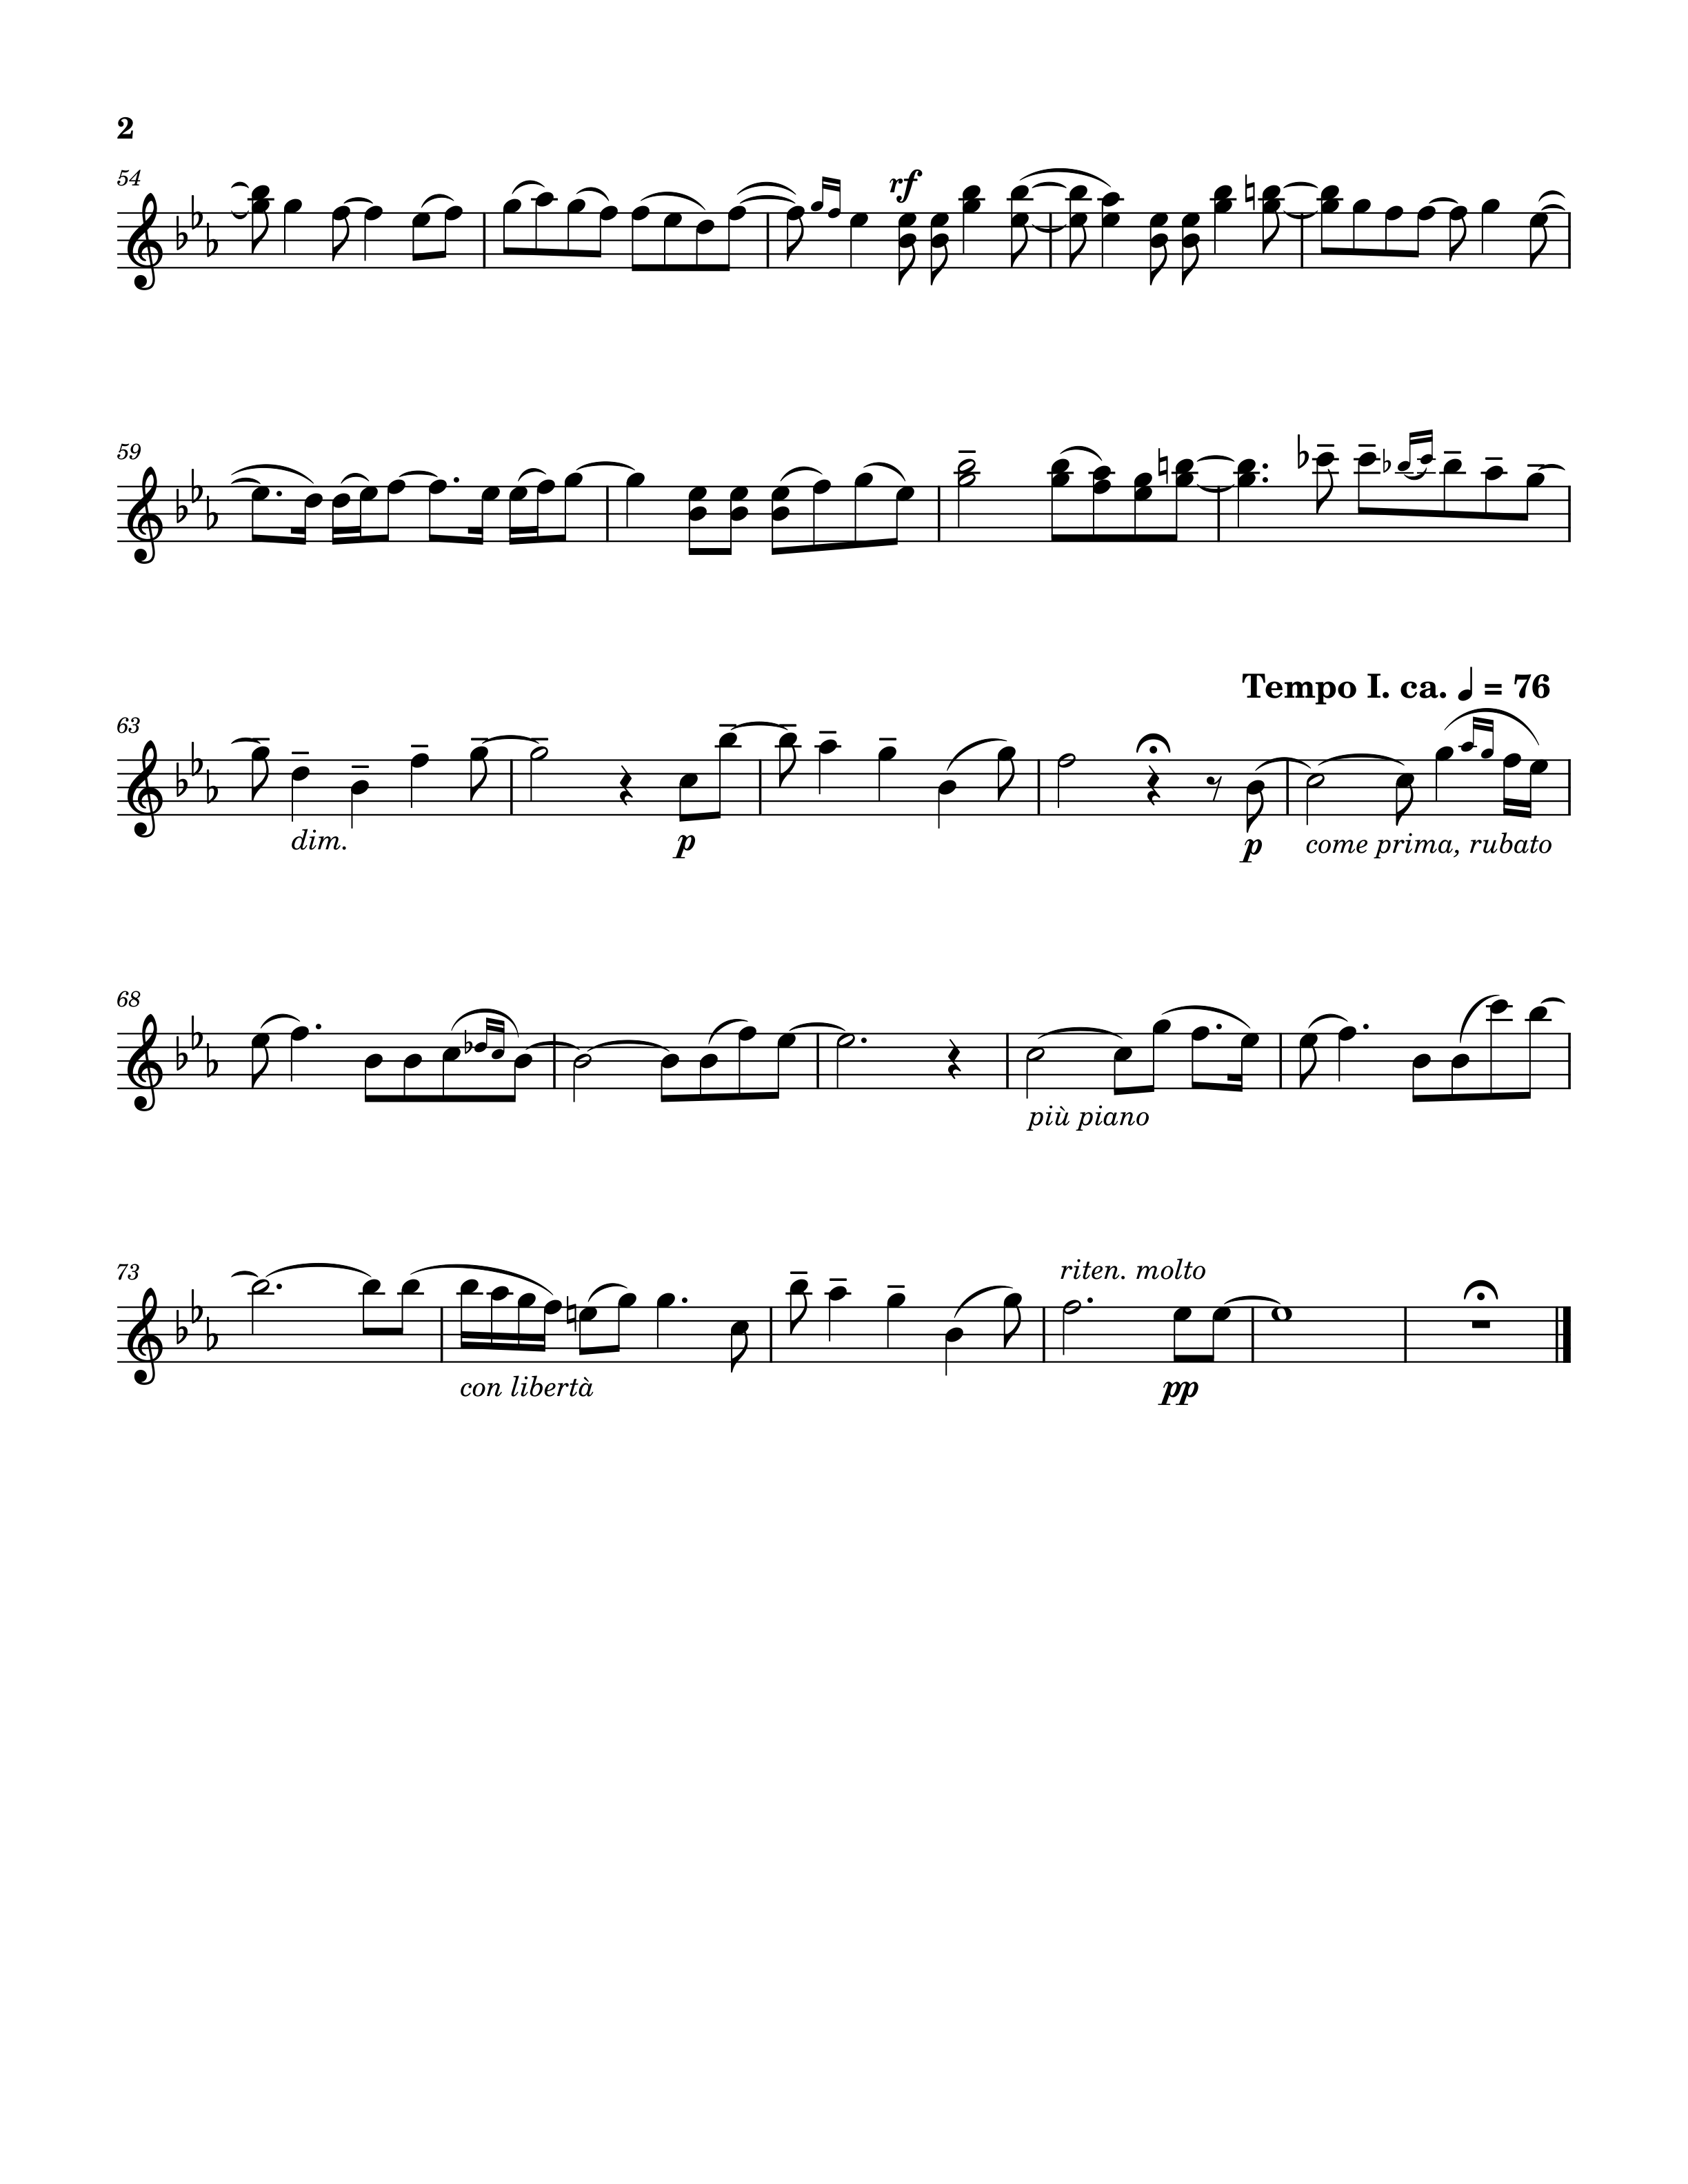 2
54
rf
59
Tempo I. ca. ♩ = 76
63
dim.
p
p
come prima, rubato
68
più piano
73
riten. molto
con libertà
pp